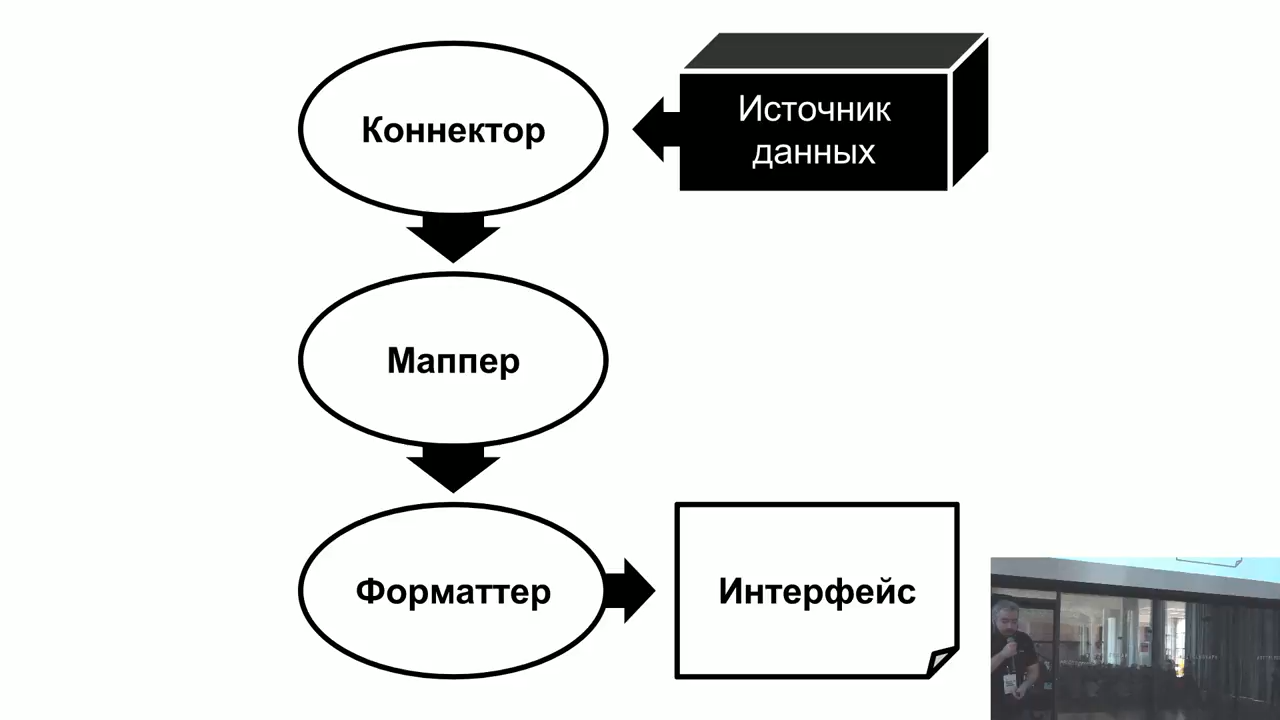 Коннектор
Источник
данных
Маппер
Форматтер
Интерфейс